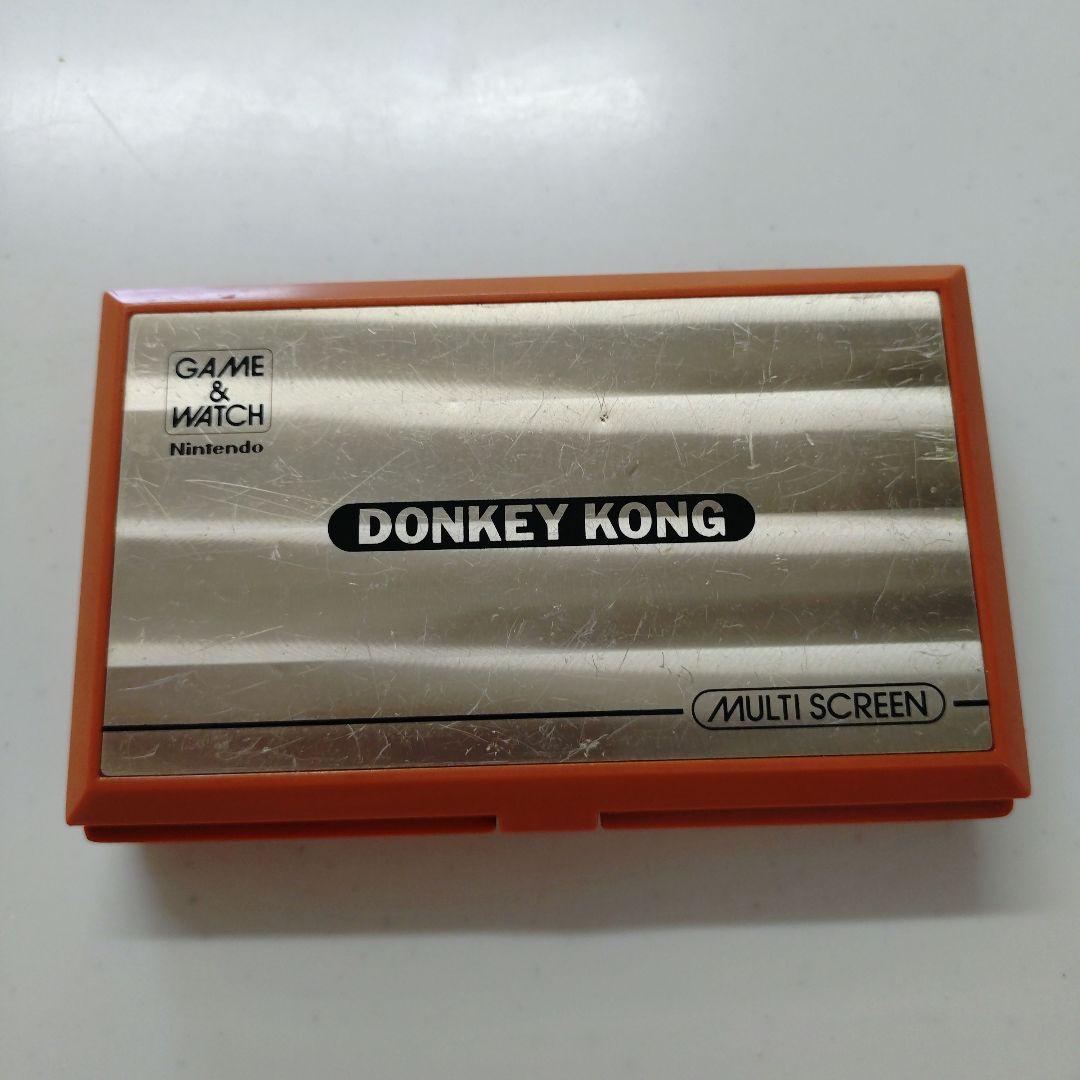 GAME
&
WATCH
Nintendo
DONKEY KONG
MULTI SCREEN